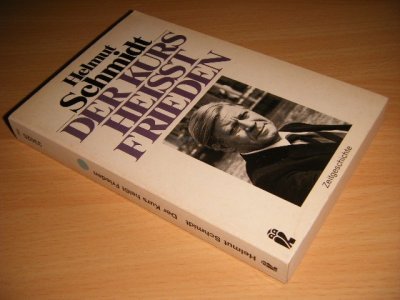 Helmut
Schmidt
DER KURS
HEISST
FRIEDEN
Zeitgeschichte
Helmut Schmidt Der Kurs heißt Frieden